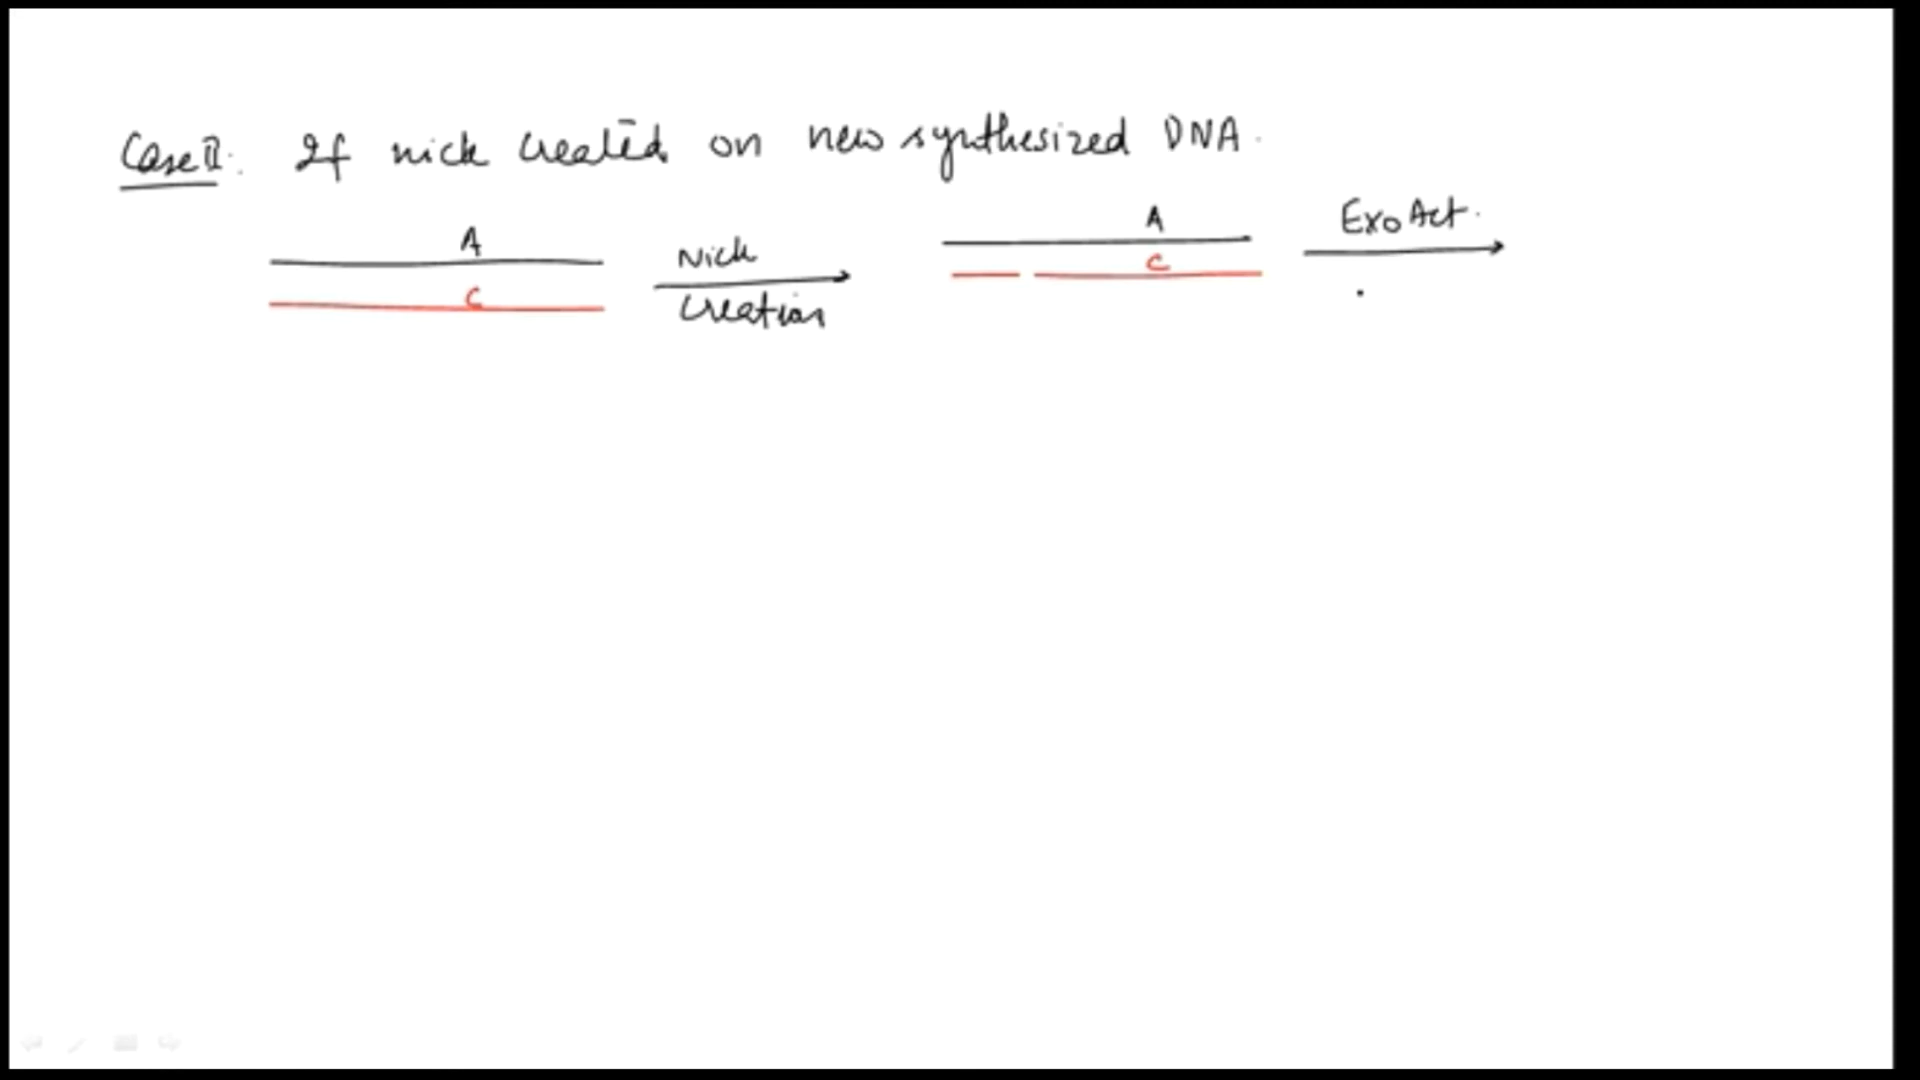 Case II: If nick created on new synthesized DNA.
A
C
Nick
Creation
A
C
Exo Act.